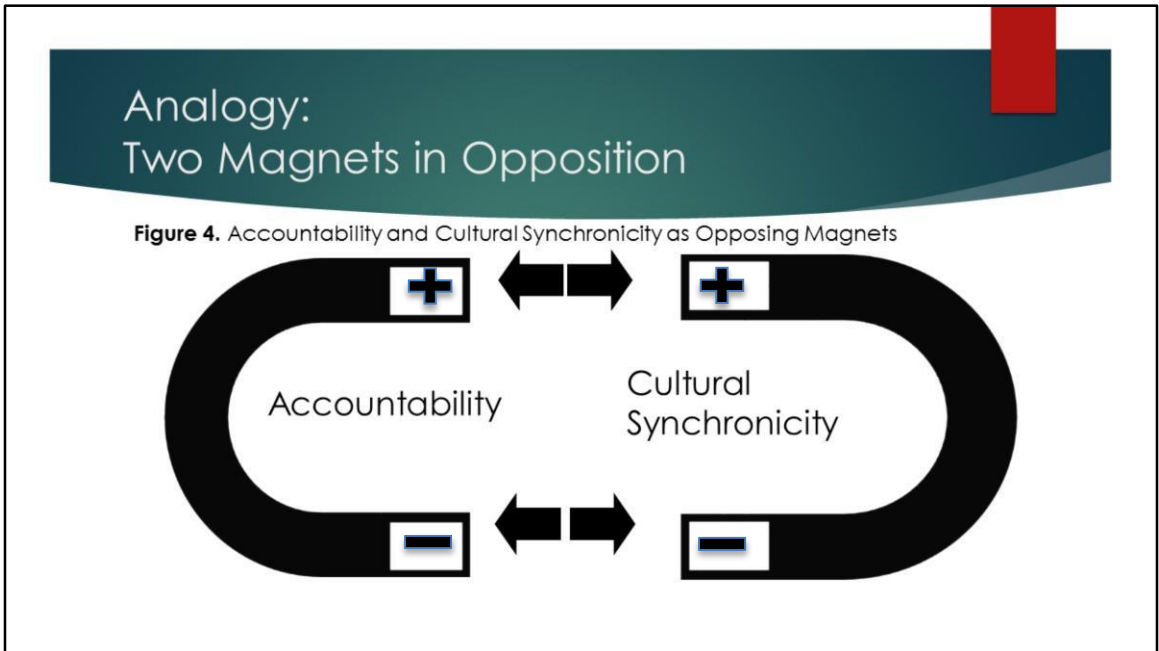 Analogy:
Two Magnets in Opposition
Figure 4. Accountability and Cultural Synchronicity as Opposing Magnets
+ +
Accountability
Cultural
Synchronicity
− −